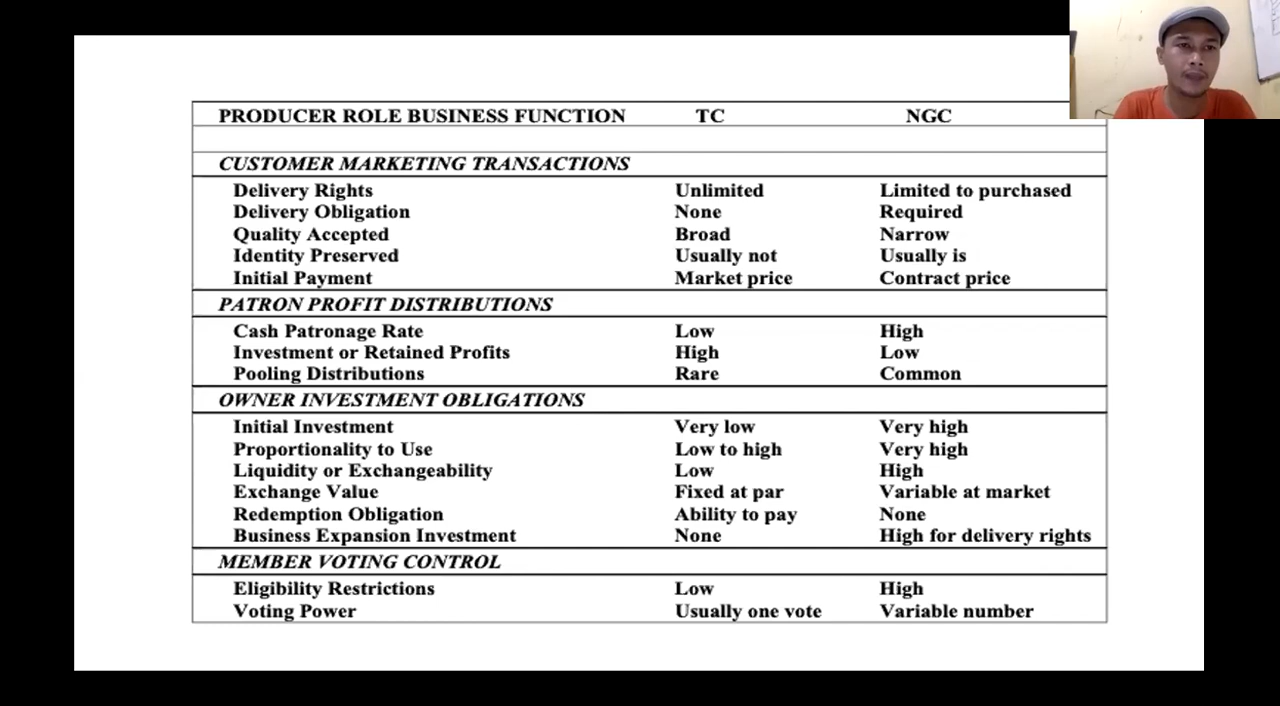 PRODUCER ROLE BUSINESS FUNCTION TC NGC
CUSTOMER MARKETING TRANSACTIONS
Delivery Rights Unlimited Limited to purchased
Delivery Obligation None Required
Quality Accepted Broad Narrow
Identity Preserved Usually not Usually is
Initial Payment Market price Contract price
PATRON PROFIT DISTRIBUTIONS
Cash Patronage Rate Low High
Investment or Retained Profits High Low
Pooling Distributions Rare Common
OWNER INVESTMENT OBLIGATIONS
Initial Investment Very low Very high
Proportionality to Use Low to high Very high
Liquidity or Exchangeability Low High
Exchange Value Fixed at par Variable at market
Redemption Obligation Ability to pay None
Business Expansion Investment None High for delivery rights
MEMBER VOTING CONTROL
Eligibility Restrictions Low High
Voting Power Usually one vote Variable number